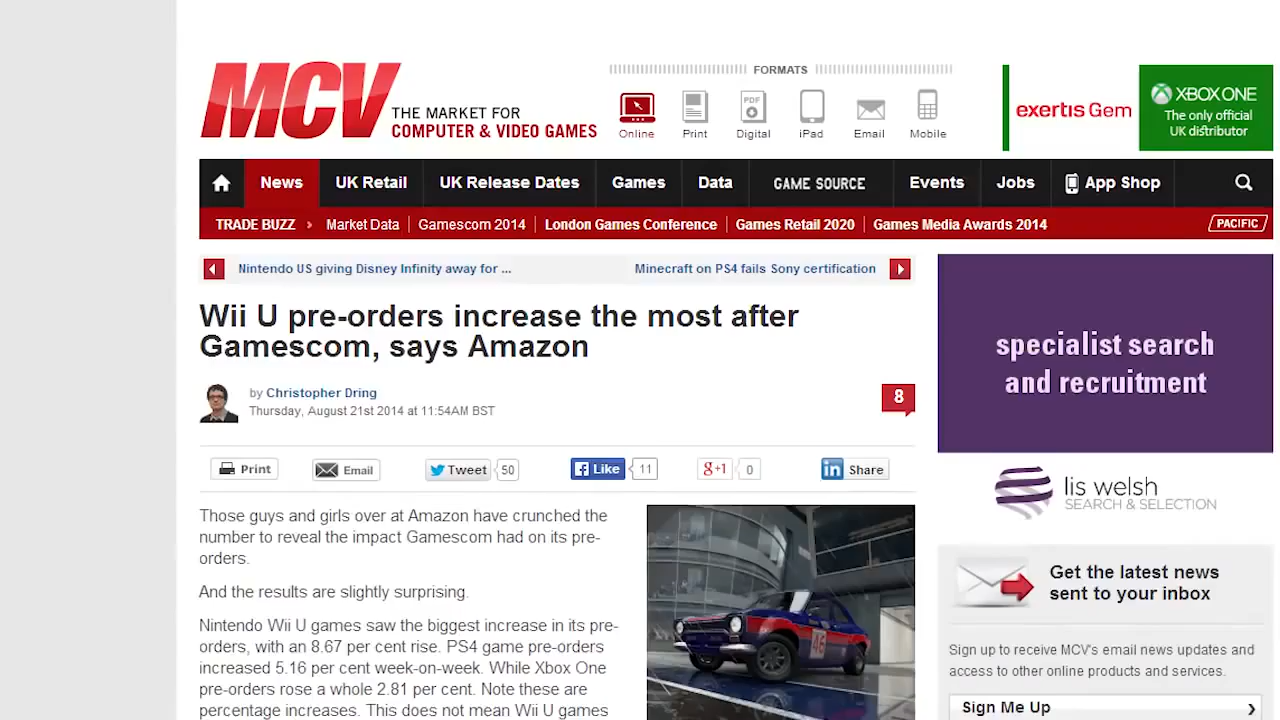 FORMATS
MCV
THE MARKET FOR
COMPUTER & VIDEO GAMES
Online
Print
PDF
Digital
iPad
Email
Mobile
exertis Gem
XBOX ONE
The only official
UK distributor
News
UK Retail
UK Release Dates
Games
Data
GAME SOURCE
Events
Jobs
App Shop
TRADE BUZZ
Market Data
Gamescom 2014
London Games Conference
Games Retail 2020
Games Media Awards 2014
PACIFIC
Nintendo US giving Disney Infinity away for ...
Minecraft on PS4 fails Sony certification
Wii U pre-orders increase the most after
Gamescom, says Amazon
by Christopher Dring
Thursday, August 21st 2014 at 11:54AM BST
8
Print
Email
Tweet 50
Like 11
g+1 0
in Share
Those guys and girls over at Amazon have crunched the
number to reveal the impact Gamescom had on its pre-
orders.
And the results are slightly surprising.
Nintendo Wii U games saw the biggest increase in its pre-
orders, with an 8.67 per cent rise. PS4 game pre-orders
increased 5.16 per cent week-on-week. While Xbox One
pre-orders rose a whole 2.81 per cent. Note these are
percentage increases. This does not mean Wii U games
46
specialist search
and recruitment
lis welsh
SEARCH & SELECTION
Get the latest news
sent to your inbox
Sign up to receive MCV's email news updates and
access to other online products and services.
Sign Me Up